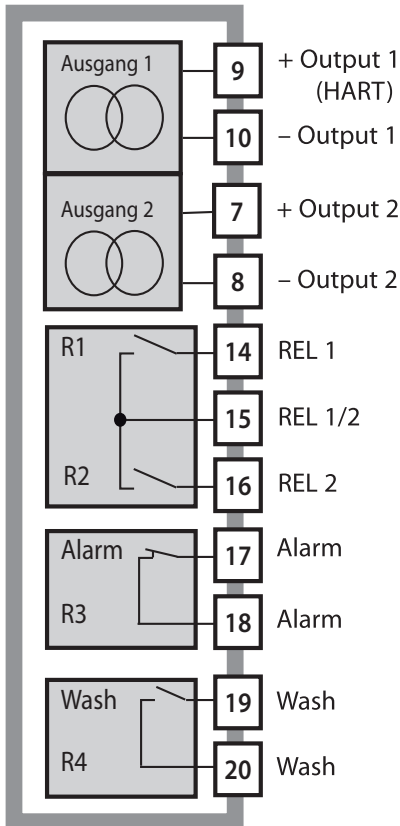 Ausgang 1
9
+ Output 1
(HART)
10
– Output 1
Ausgang 2
7
+ Output 2
8
– Output 2
R1
14
REL 1
15
REL 1/2
R2
16
REL 2
Alarm
17
Alarm
R3
18
Alarm
Wash
19
Wash
R4
20
Wash